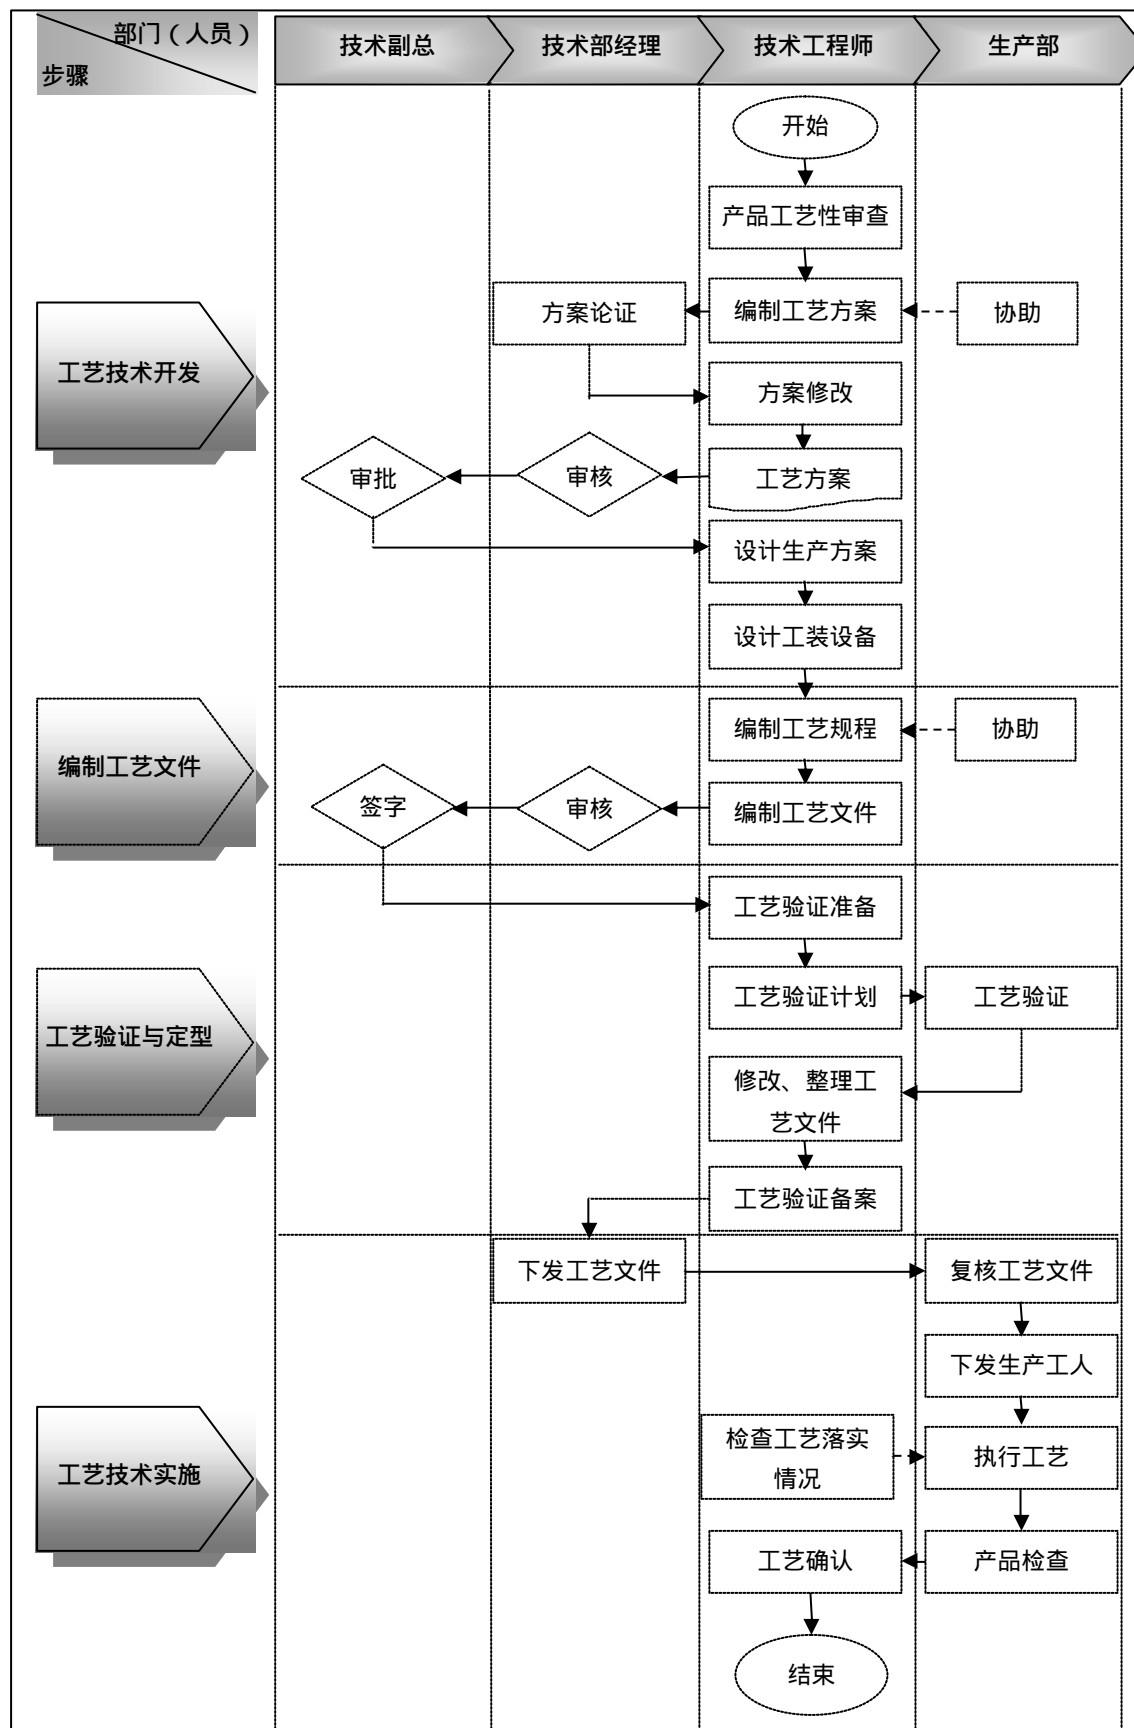 部门（人员）
步骤
技术副总
技术部经理
技术工程师
生产部
开始
产品工艺性审查
工艺技术开发
方案论证
编制工艺方案
协助
方案修改
审批
审核
工艺方案
设计生产方案
设计工装设备
编制工艺文件
编制工艺规程
协助
签字
审核
编制工艺文件
工艺验证与定型
工艺验证准备
工艺验证计划
工艺验证
修改、整理工
艺文件
工艺验证备案
工艺技术实施
下发工艺文件
复核工艺文件
下发生产工人
检查工艺落实
情况
执行工艺
工艺确认
产品检查
结束